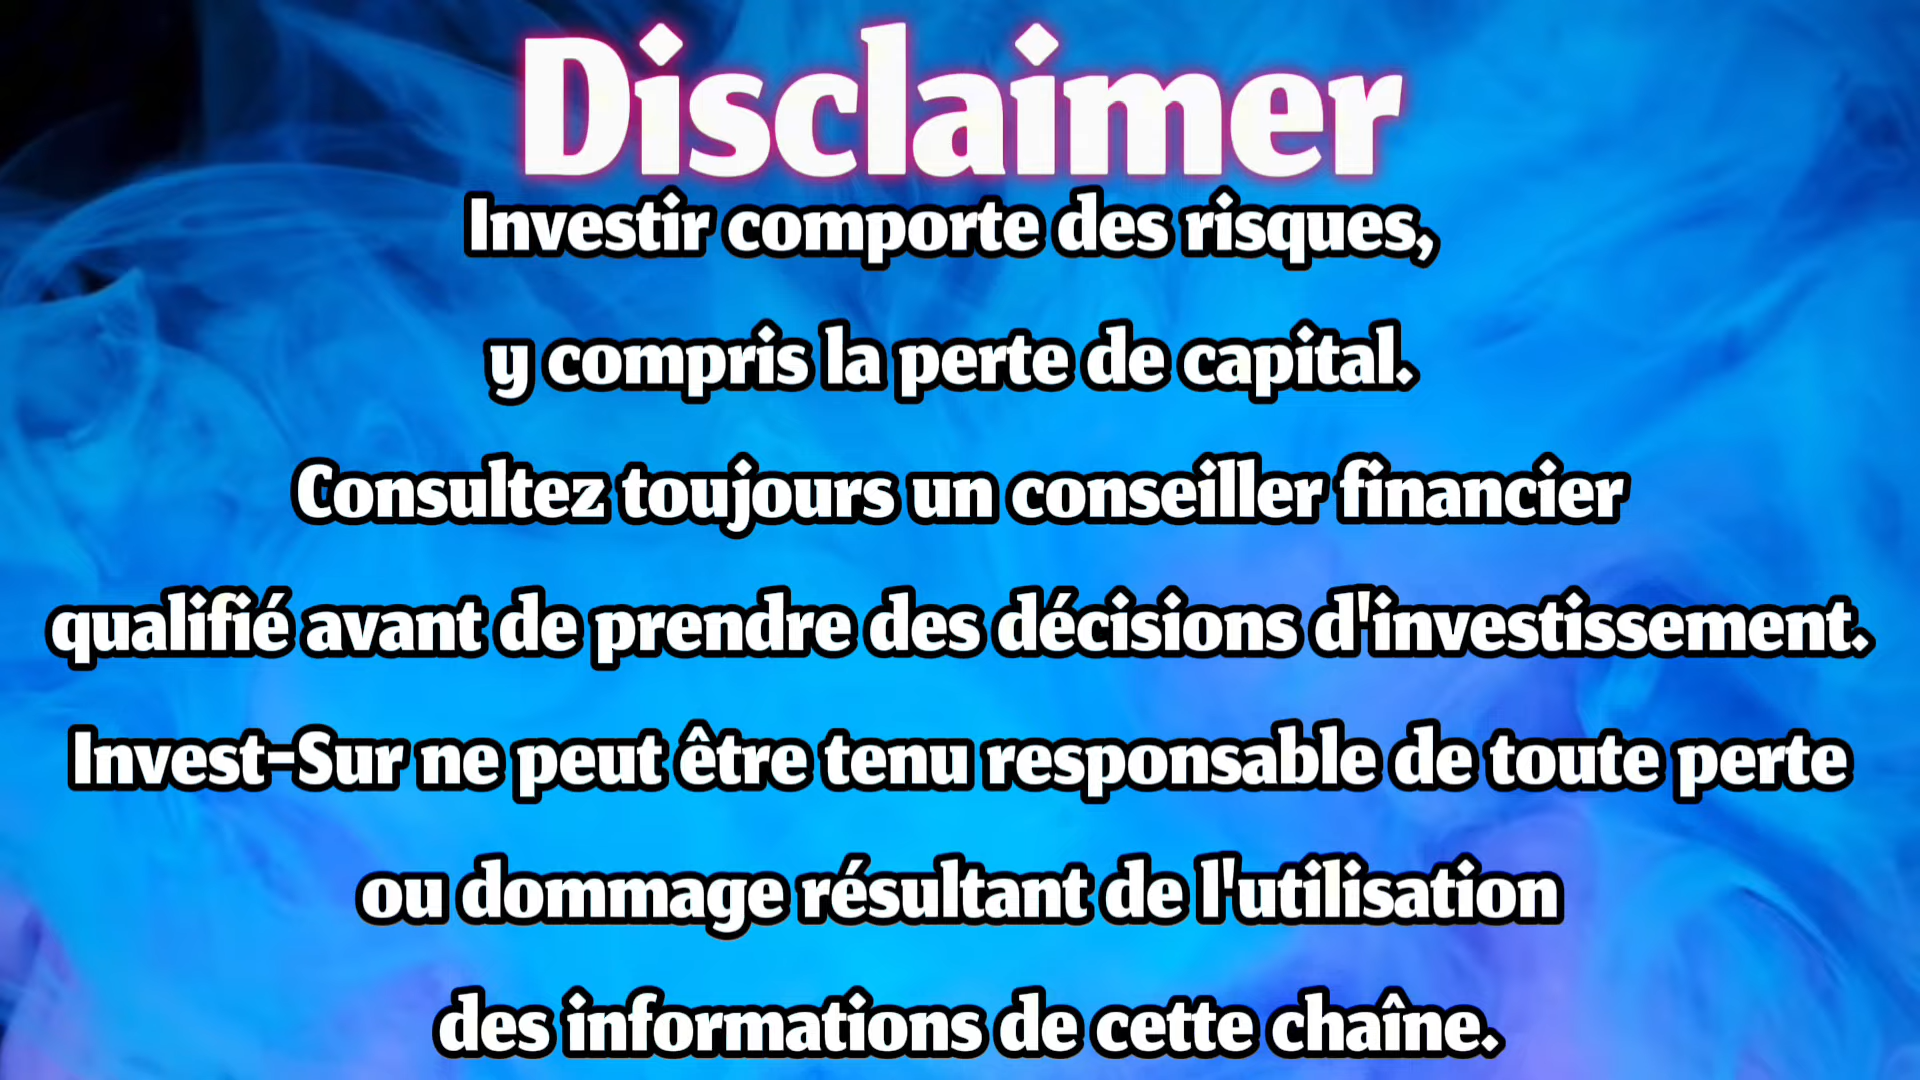 Disclaimer
Investir comporte des risques,
y compris la perte de capital.
Consultez toujours un conseiller financier
qualifié avant de prendre des décisions d'investissement.
Invest-Sur ne peut être tenu responsable de toute perte
ou dommage résultant de l'utilisation
des informations de cette chaîne.